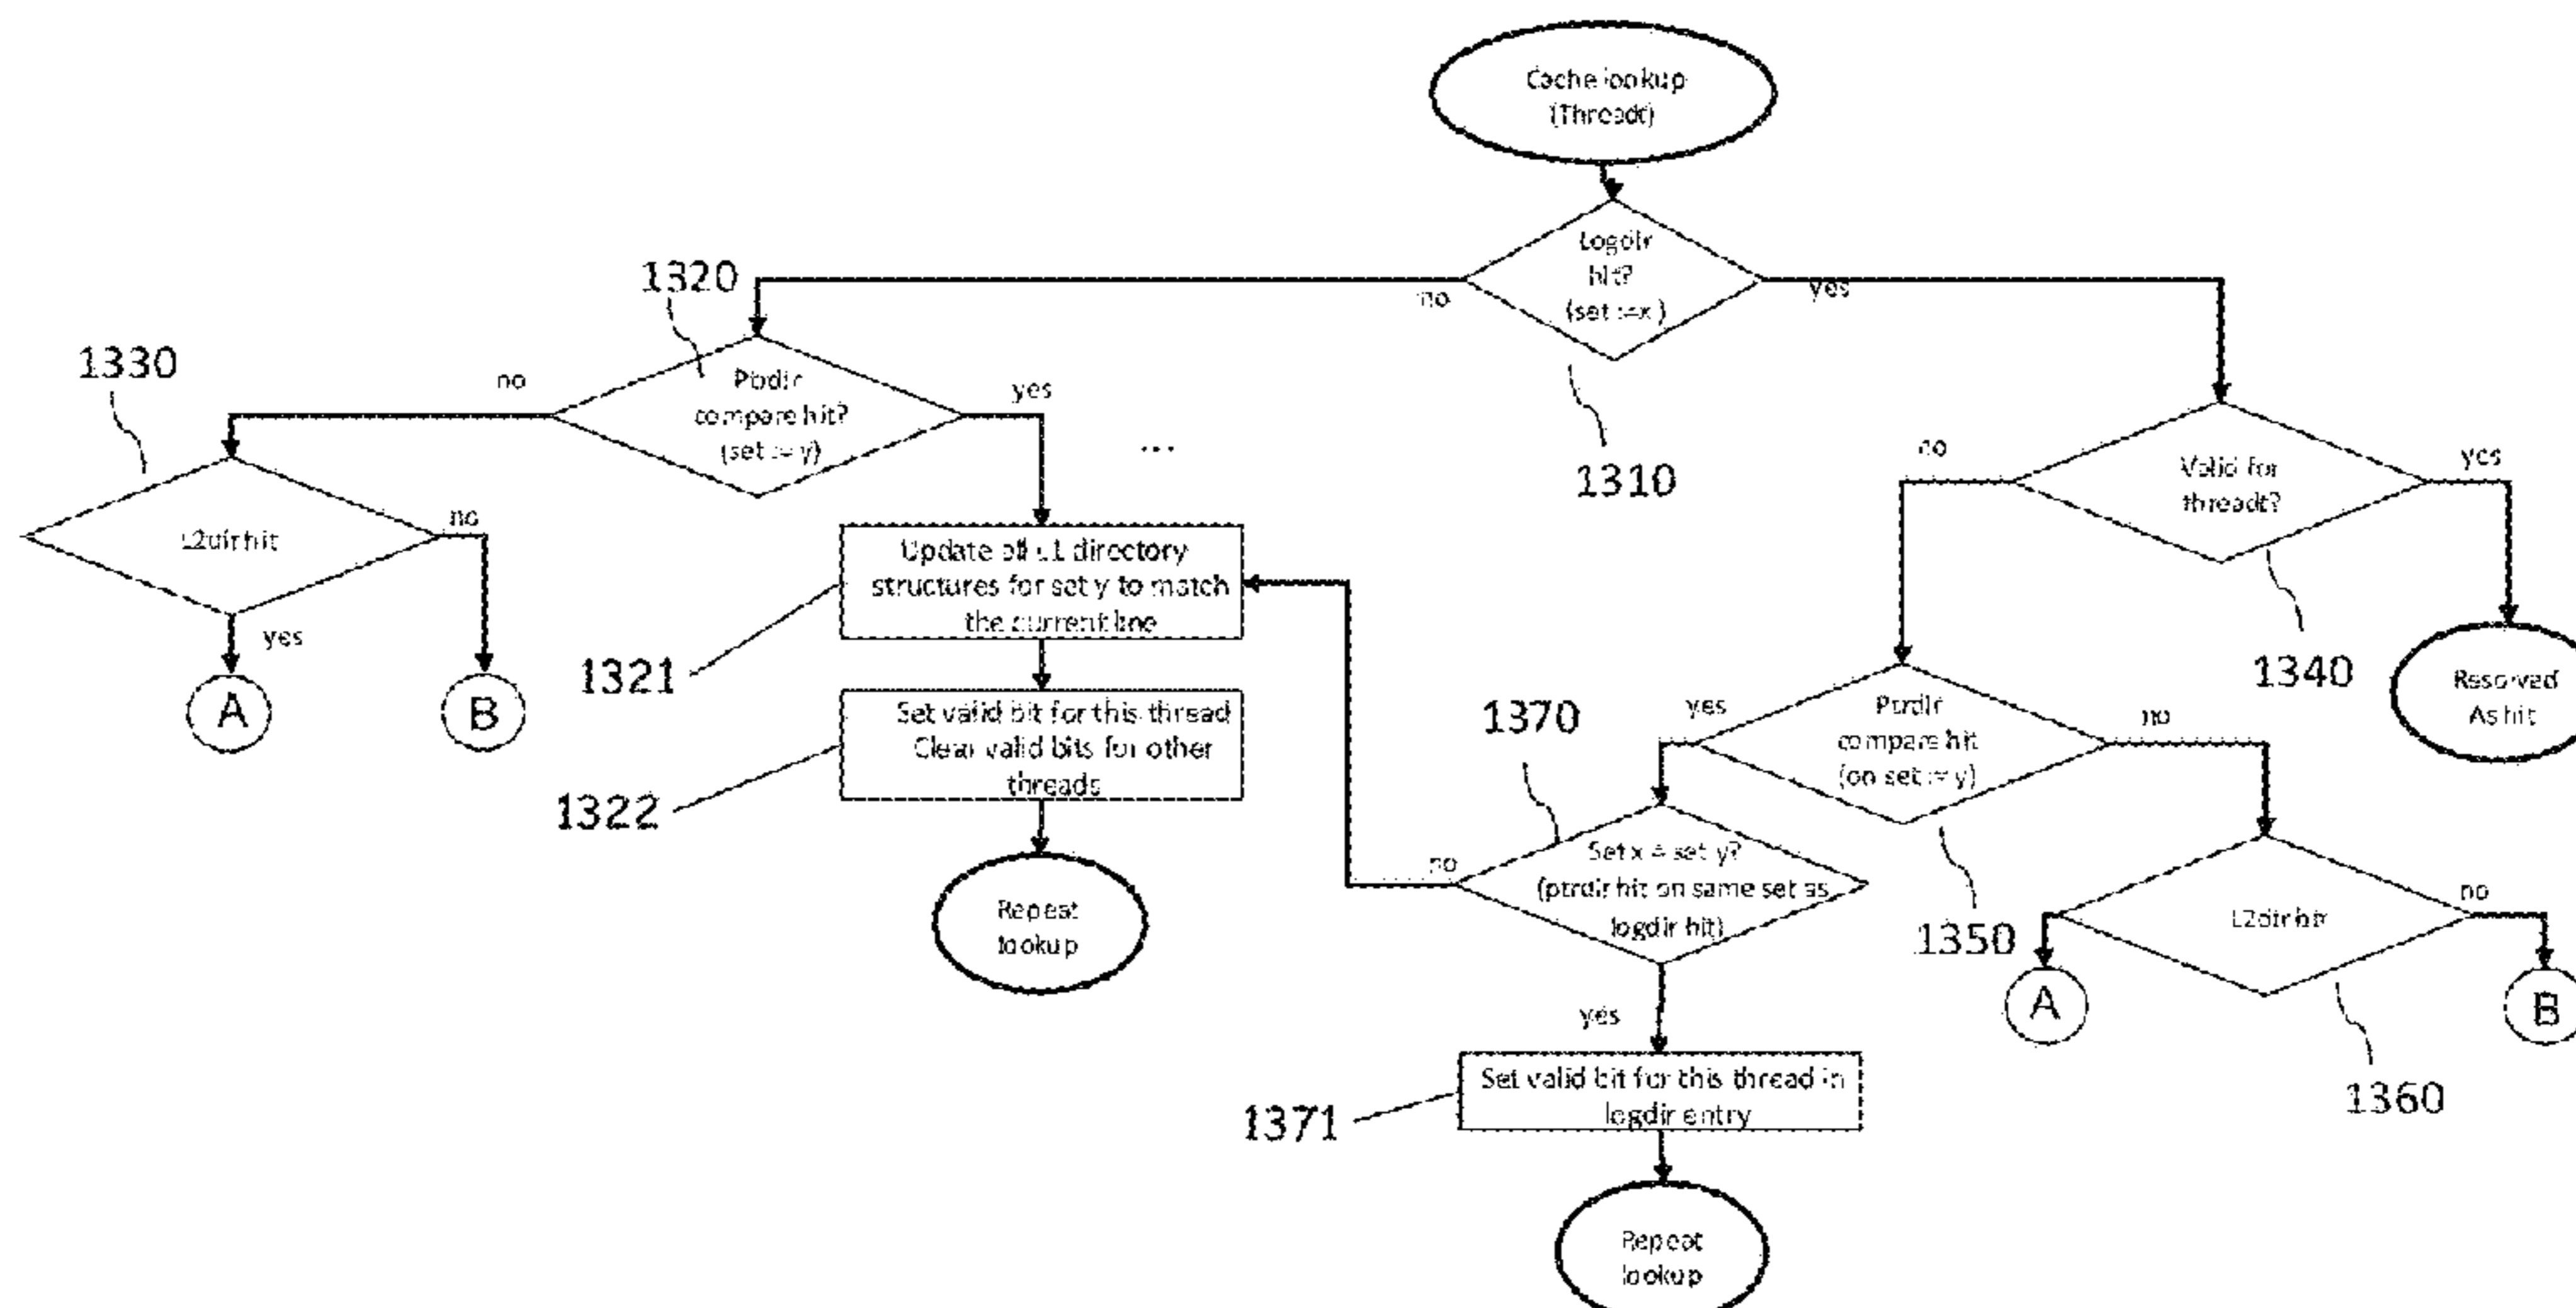 Cache lookup
(Threadt)
Logdir
hit?
(set :=x)
no
yes
1310
1320
Ptrdir
compare hit?
(set := y)
no
yes
...
1330
L2dir hit
no
yes
A
B
Update all L1 directory
structures for set y to match
the current line
1321
Set valid bit for this thread
Clear valid bits for other
threads
1322
Repeat
lookup
Valid for
threadt?
no
yes
1340
Resolved
As hit
Ptrdir
compare hit
(on set := y)
yes
no
1350
1370
Set x = set y?
(ptrdir hit on same set as
logdir hit)
no
yes
L2dir hit
no
A
B
1360
Set valid bit for this thread in
logdir entry
1371
Repeat
lookup